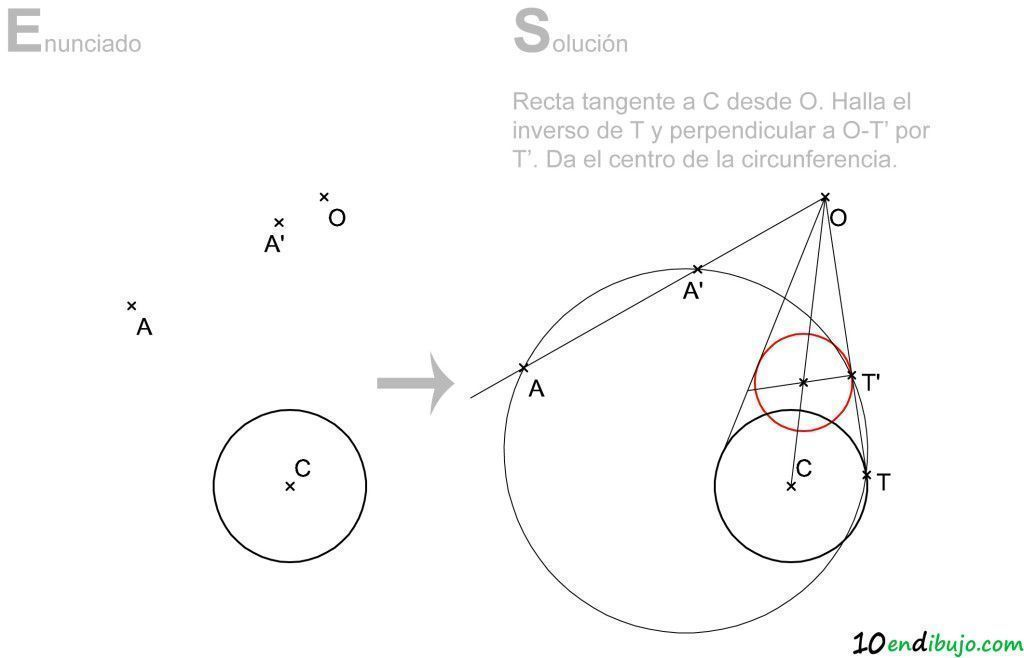 Enunciado
O
A'
A
C
Solución
Recta tangente a C desde O. Halla el
inverso de T y perpendicular a O-T’ por
T’. Da el centro de la circunferencia.
O
A'
A
T'
C
T
10endibujo.com